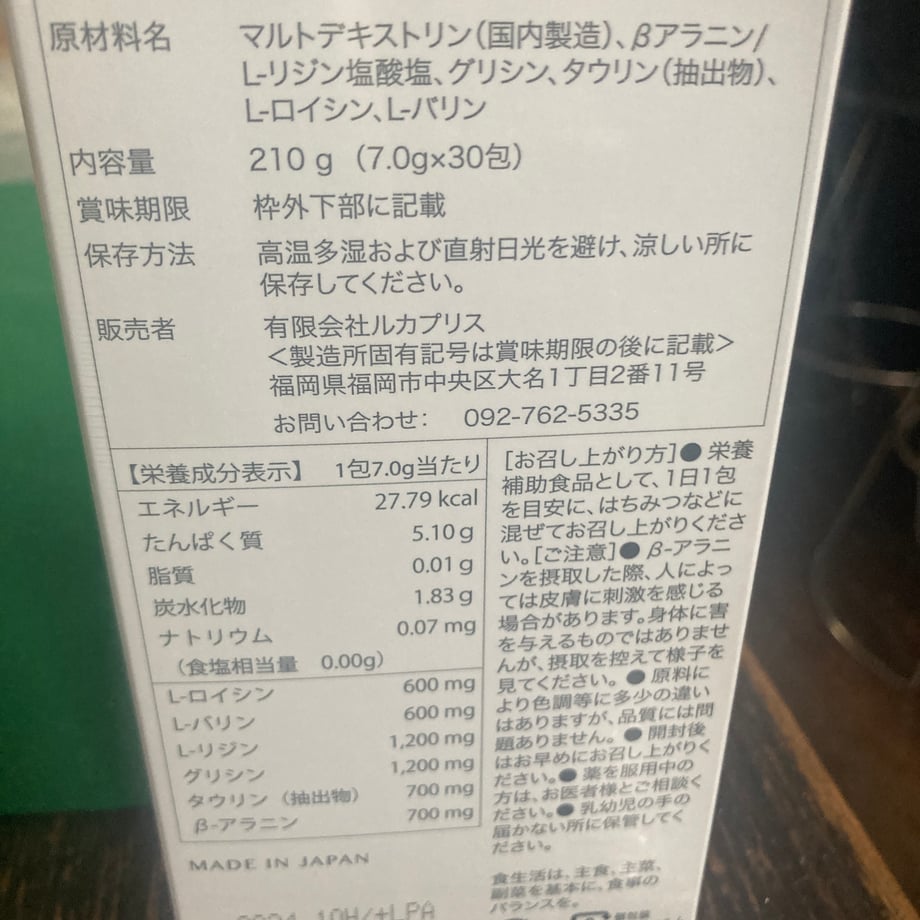 原材料名 マルトデキストリン(国内製造)、βアラニン/
L-リジン塩酸塩、グリシン、タウリン(抽出物)、
L-ロイシン、L-バリン
内容量 210 g (7.0g×30包)
賞味期限 枠外下部に記載
保存方法 高温多湿および直射日光を避け、涼しい所に
保存してください。
販売者 有限会社ルカプリス
<製造所固有記号は賞味期限の後に記載>
福岡県福岡市中央区大名1丁目2番11号
お問い合わせ: 092-762-5335
【栄養成分表示】 1包7.0g当たり
エネルギー 27.79 kcal
たんぱく質 5.10 g
脂質 0.01 g
炭水化物 1.83 g
ナトリウム 0.07 mg
(食塩相当量 0.00g)
L-ロイシン 600 mg
L-バリン 600 mg
L-リジン 1,200 mg
グリシン 1,200 mg
タウリン (抽出物) 700 mg
β-アラニン 700 mg
MADE IN JAPAN
[お召し上がり方]●栄養
補助食品として、1日1包
を目安に、はちみつなどに
混ぜてお召し上がりくださ
い。[ご注意]●β-アラニ
ンを摂取した際、人によっ
ては皮膚に刺激を感じる
場合があります。身体に害
を与えるものではありませ
んが、摂取を控えて様子を
見てください。●原料に
より色調等に多少の違い
はありますが、品質には問
題ありません。●開封後
はお早めにお召し上がりく
ださい。●薬を服用中の
方は、お医者様とご相談く
ださい。●乳幼児の手の
届かない所に保管してく
ださい。
食生活は、主食、主菜、
副菜を基本に、食事の
バランスを。
10H/+LPA
個包装